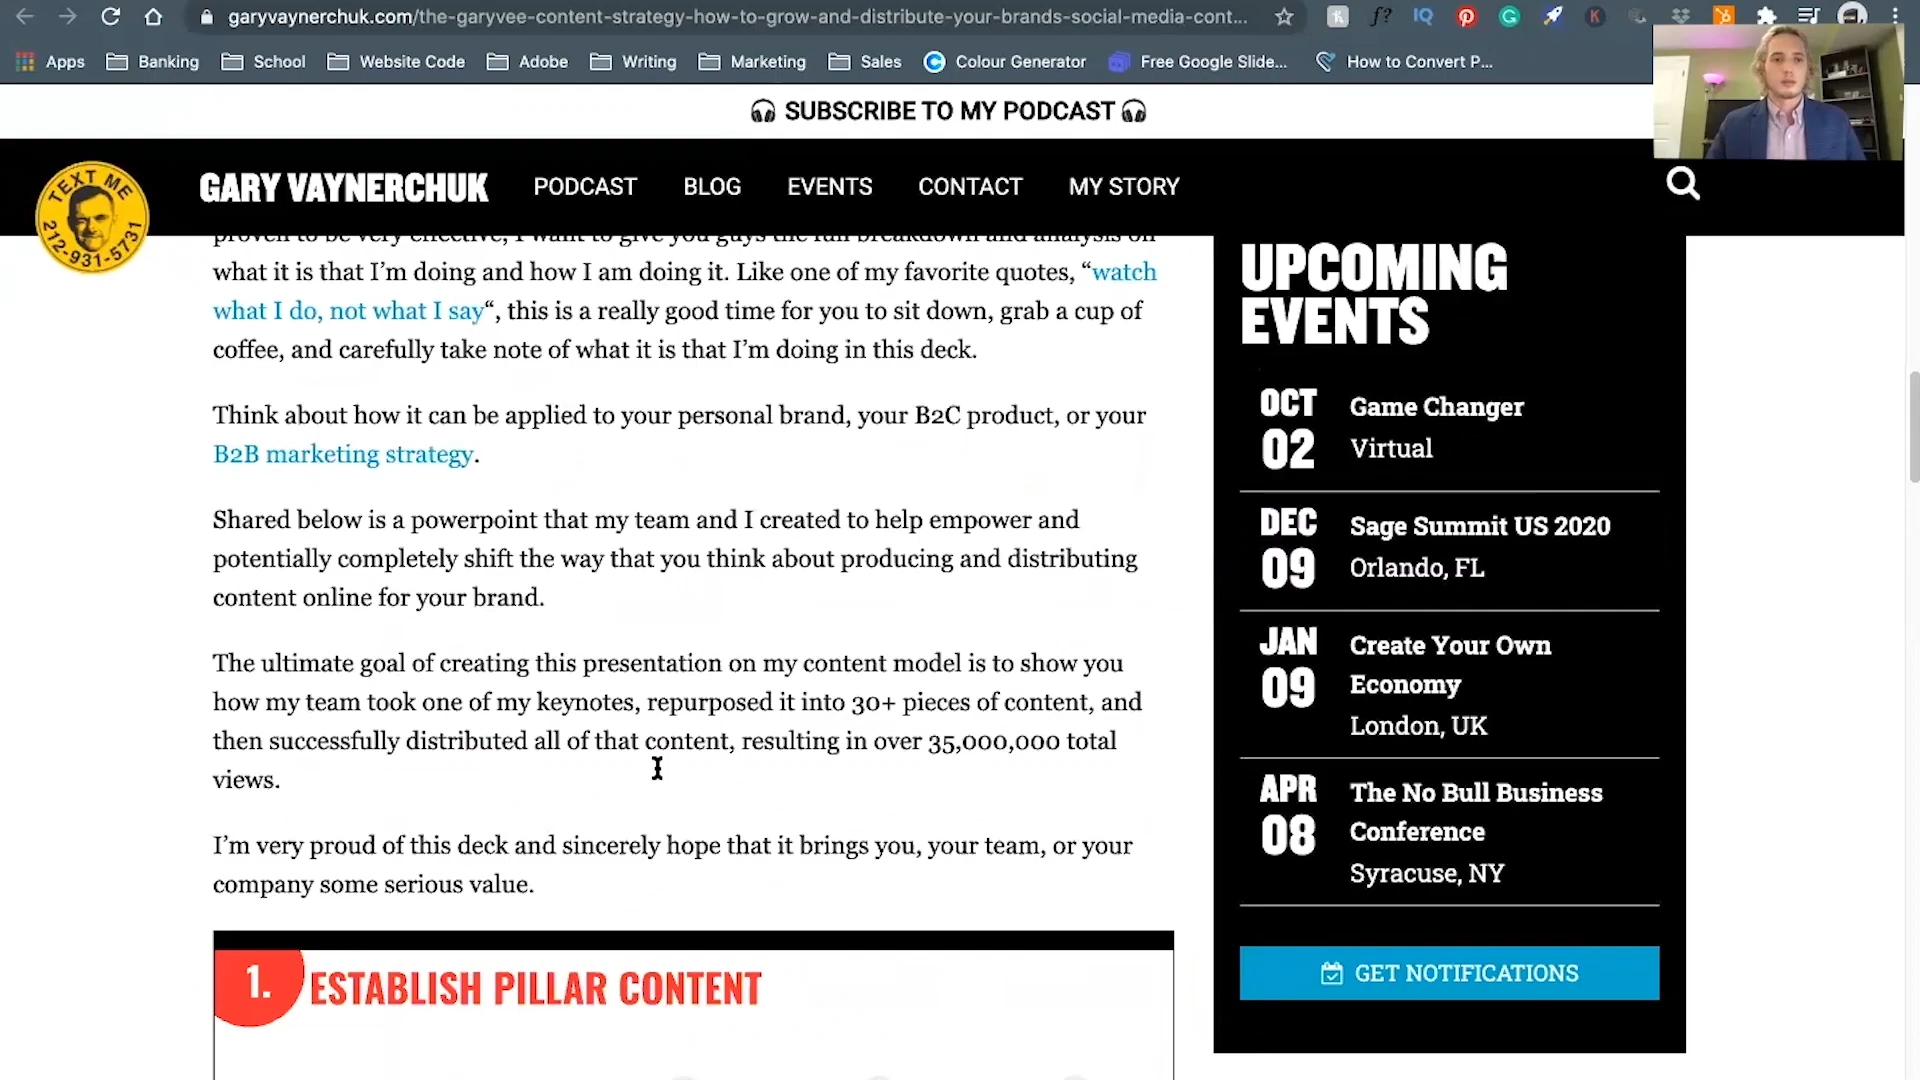 garyvaynerchuk.com/the-garyvee-content-strategy-how-to-grow-and-distribute-your-brands-social-media-cont...
Apps Banking School Website Code Adobe Writing Marketing Sales Colour Generator Free Google Slide... How to Convert P...
SUBSCRIBE TO MY PODCAST
TEXT ME
212-931-5731
GARY VAYNERCHUK PODCAST BLOG EVENTS CONTACT MY STORY
proven to be very effective, I want to give you guys the full breakdown and analysis on
what it is that I'm doing and how I am doing it. Like one of my favorite quotes, “watch
what I do, not what I say“, this is a really good time for you to sit down, grab a cup of
coffee, and carefully take note of what it is that I'm doing in this deck.
Think about how it can be applied to your personal brand, your B2C product, or your
B2B marketing strategy.
Shared below is a powerpoint that my team and I created to help empower and
potentially completely shift the way that you think about producing and distributing
content online for your brand.
The ultimate goal of creating this presentation on my content model is to show you
how my team took one of my keynotes, repurposed it into 30+ pieces of content, and
then successfully distributed all of that content, resulting in over 35,000,000 total
views.
I'm very proud of this deck and sincerely hope that it brings you, your team, or your
company some serious value.
1. ESTABLISH PILLAR CONTENT
UPCOMING
EVENTS
OCT
02
Game Changer
Virtual
DEC
09
Sage Summit US 2020
Orlando, FL
JAN
09
Create Your Own
Economy
London, UK
APR
08
The No Bull Business
Conference
Syracuse, NY
GET NOTIFICATIONS